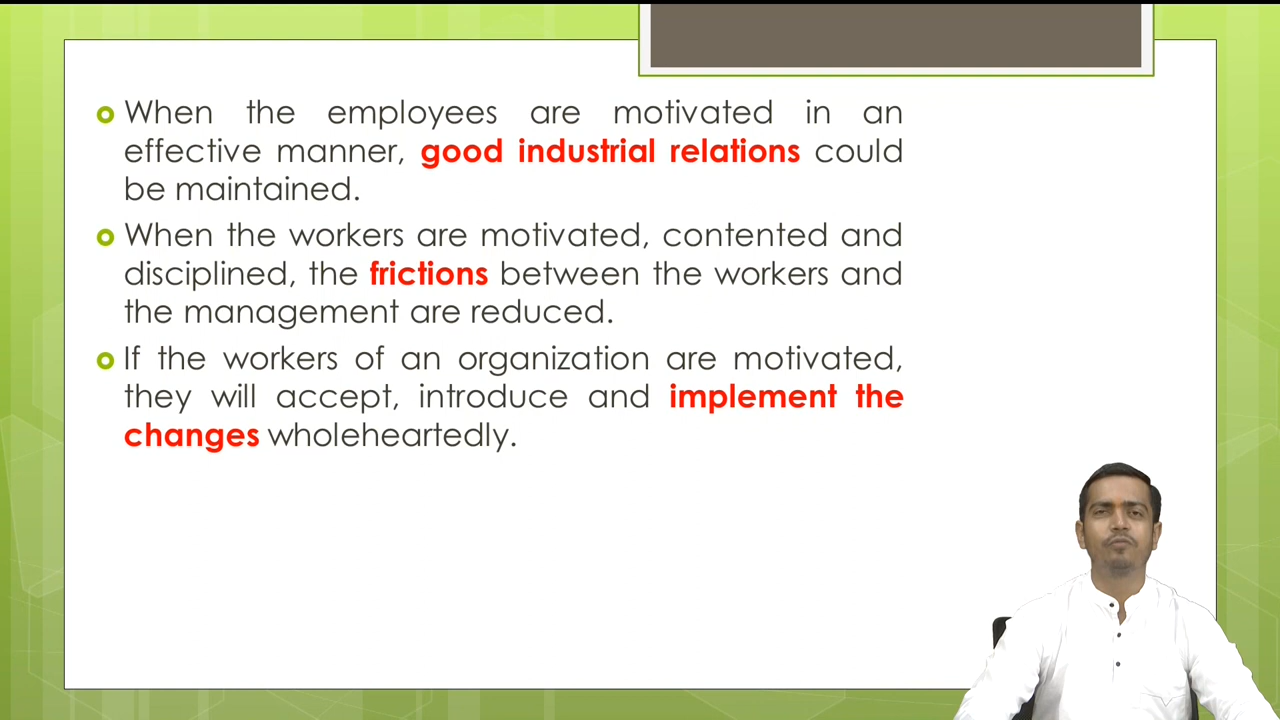 When the employees are motivated in an
effective manner, good industrial relations could
be maintained.
When the workers are motivated, contented and
disciplined, the frictions between the workers and
the management are reduced.
If the workers of an organization are motivated,
they will accept, introduce and implement the
changes wholeheartedly.